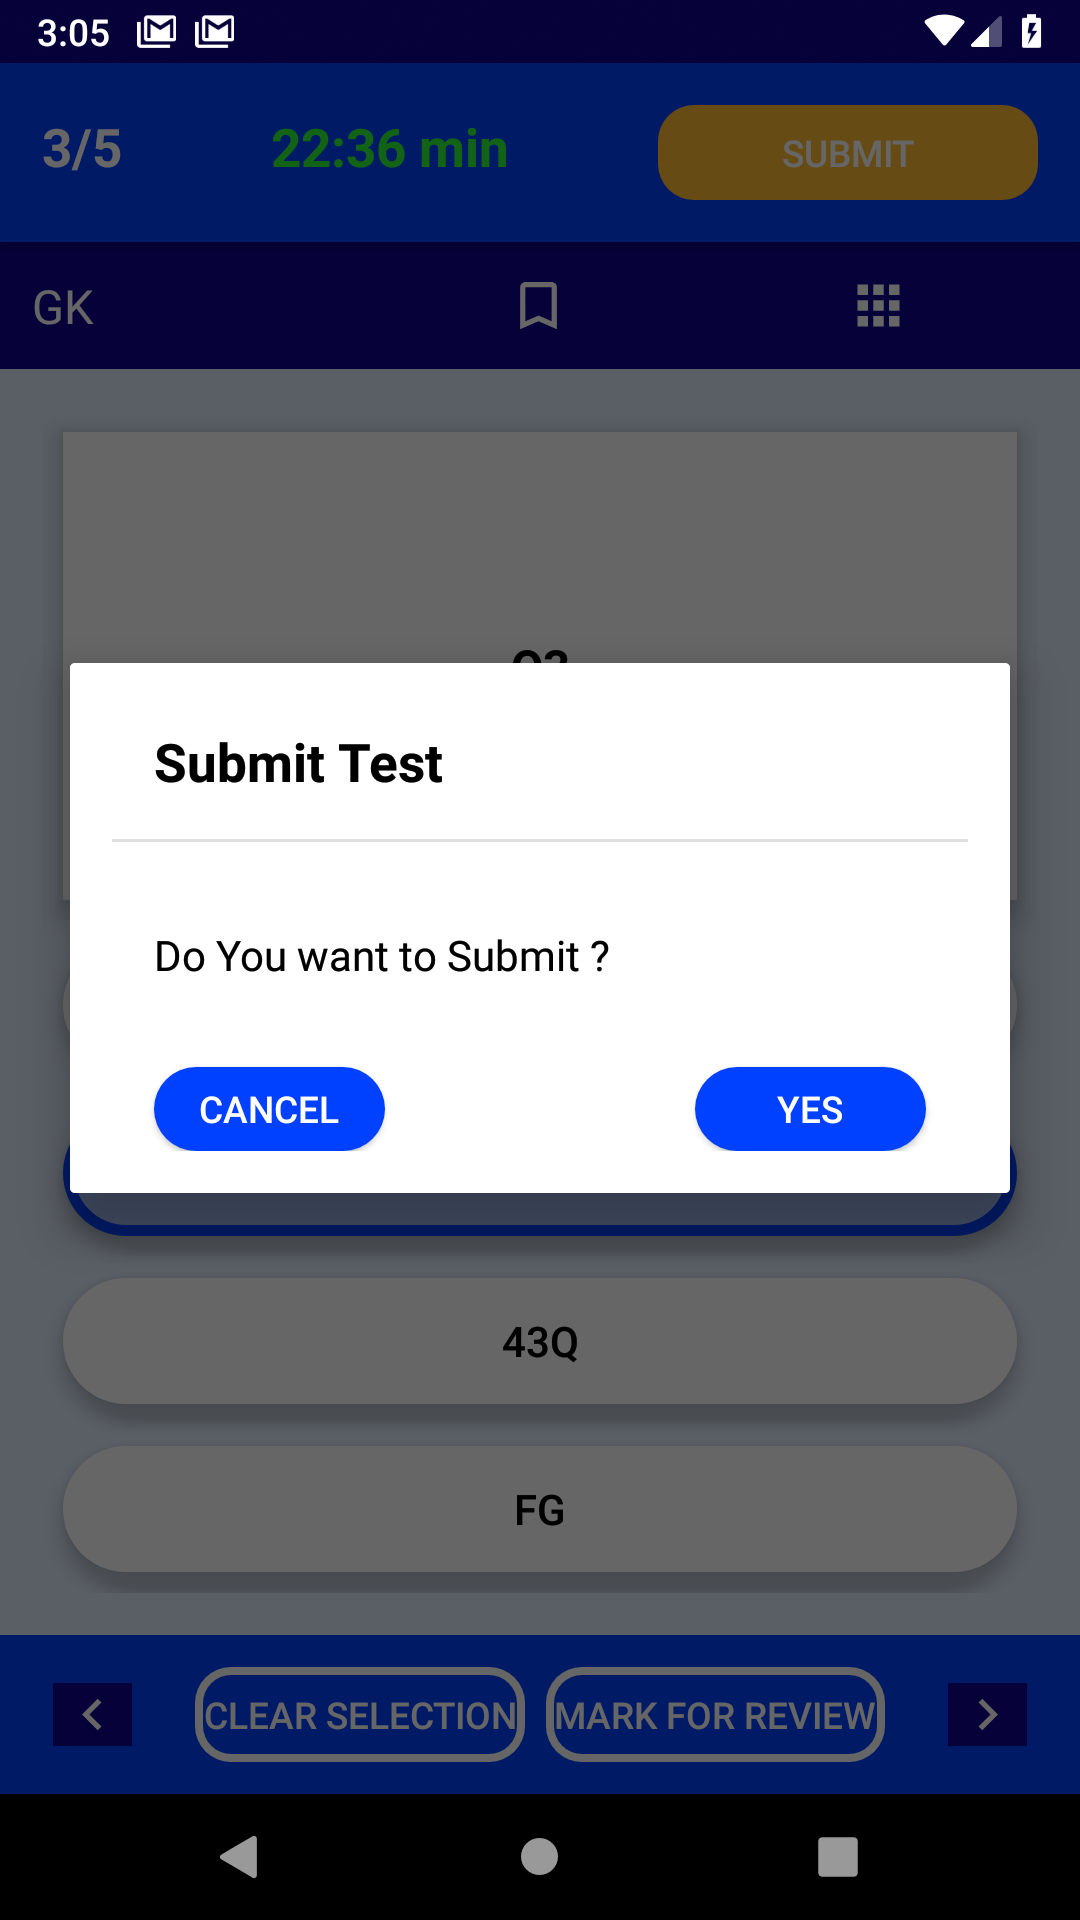 3:05
3/5
22:36 min
SUBMIT
GK
Submit Test
Do You want to Submit ?
CANCEL
YES
43Q
FG
CLEAR SELECTION
MARK FOR REVIEW